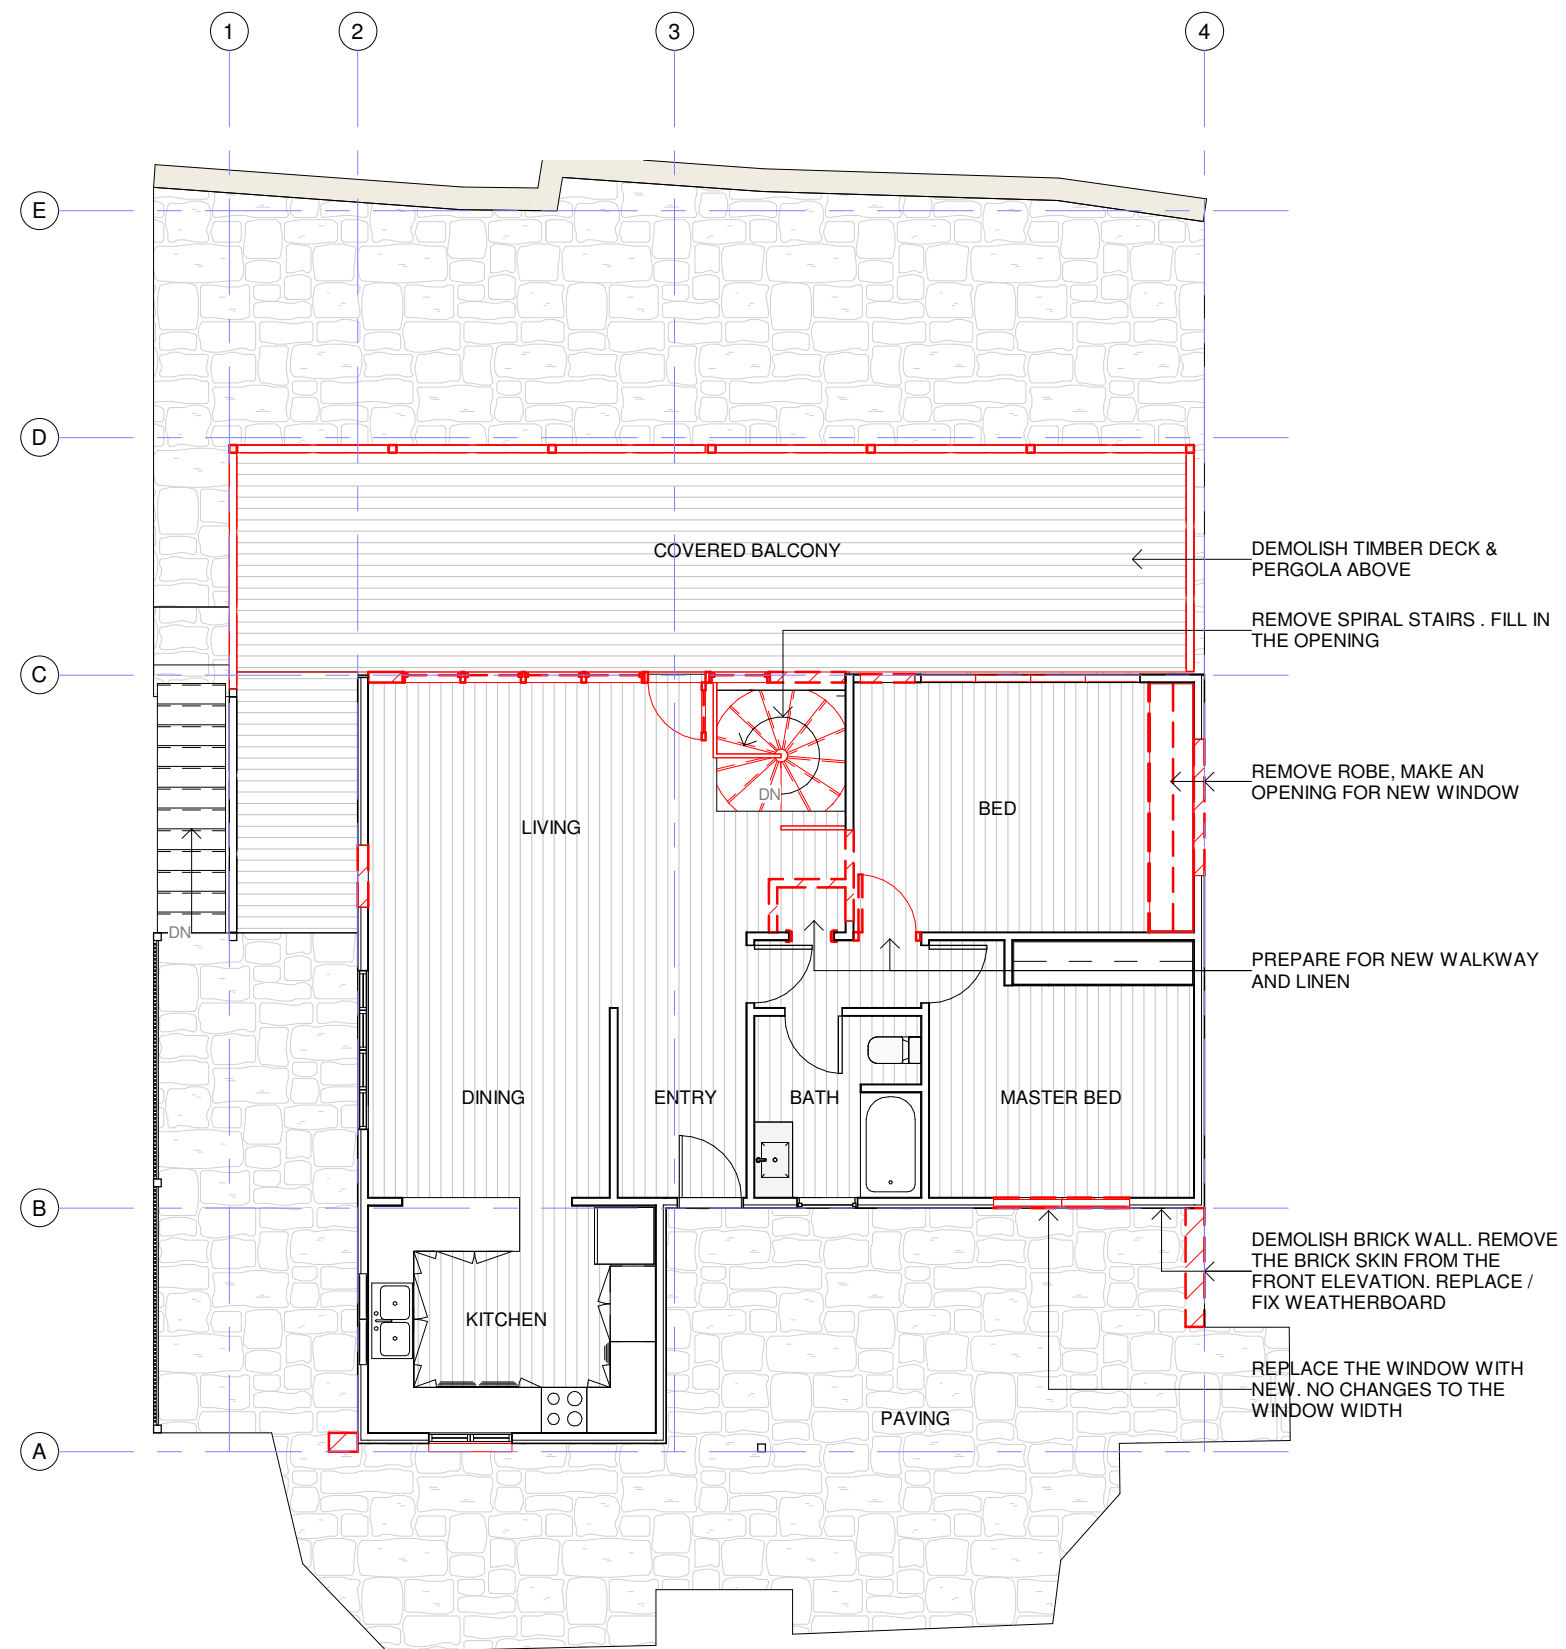 1
2
3
4
E
D
COVERED BALCONY
DEMOLISH TIMBER DECK &
PERGOLA ABOVE
REMOVE SPIRAL STAIRS . FILL IN
THE OPENING
C
REMOVE ROBE, MAKE AN
OPENING FOR NEW WINDOW
DN
BED
LIVING
DN
PREPARE FOR NEW WALKWAY
AND LINEN
DINING
ENTRY
BATH
MASTER BED
B
DEMOLISH BRICK WALL. REMOVE
THE BRICK SKIN FROM THE
FRONT ELEVATION. REPLACE /
FIX WEATHERBOARD
KITCHEN
REPLACE THE WINDOW WITH
NEW. NO CHANGES TO THE
WINDOW WIDTH
PAVING
A